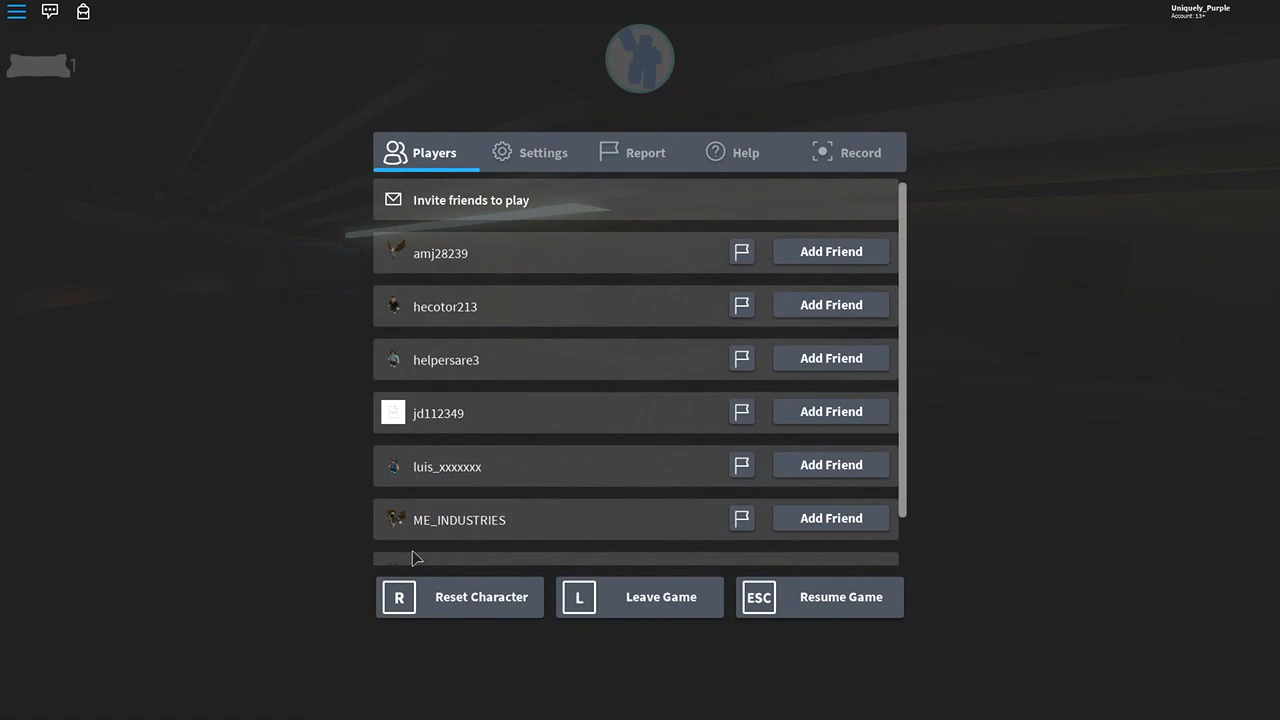 Uniquely_Purple
Account: 13+
1
Players
Settings
Report
Help
Record
Invite friends to play
amj28239
Add Friend
hecotor213
Add Friend
helpersare3
Add Friend
jd112349
Add Friend
luis_xxxxxxx
Add Friend
ME_INDUSTRIES
Add Friend
R Reset Character
L Leave Game
ESC Resume Game